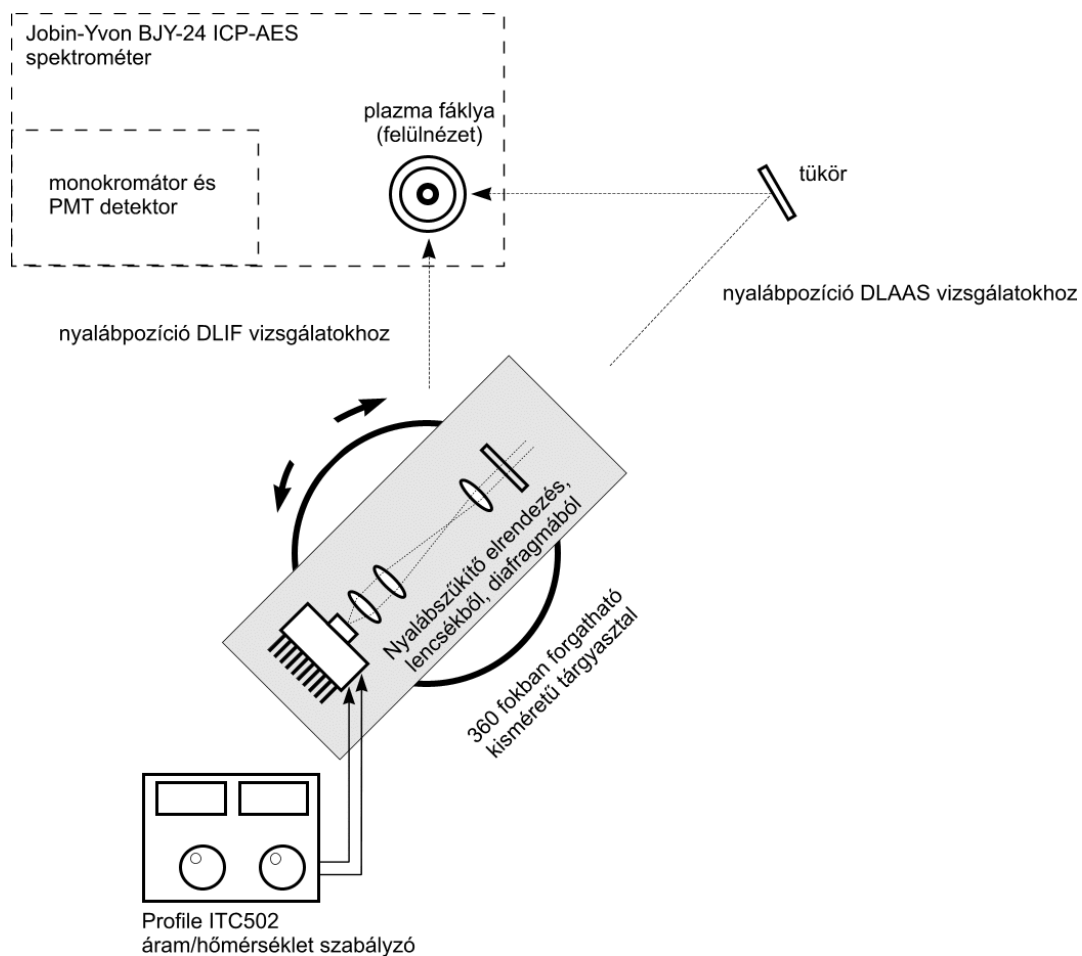 Jobin-Yvon BJY-24 ICP-AES
spektrométer
plazma fáklya
(felülnézet)
monokromátor és
PMT detektor
tükör
nyalábpozíció DLAAS vizsgálatokhoz
nyalábpozíció DLIF vizsgálatokhoz
Nyalábszűkítő elrendezés,
lencsékből, diafragmából
360 fokban forgatható
kisméretű tárgyasztal
Profile ITC502
áram/hőmérséklet szabályzó